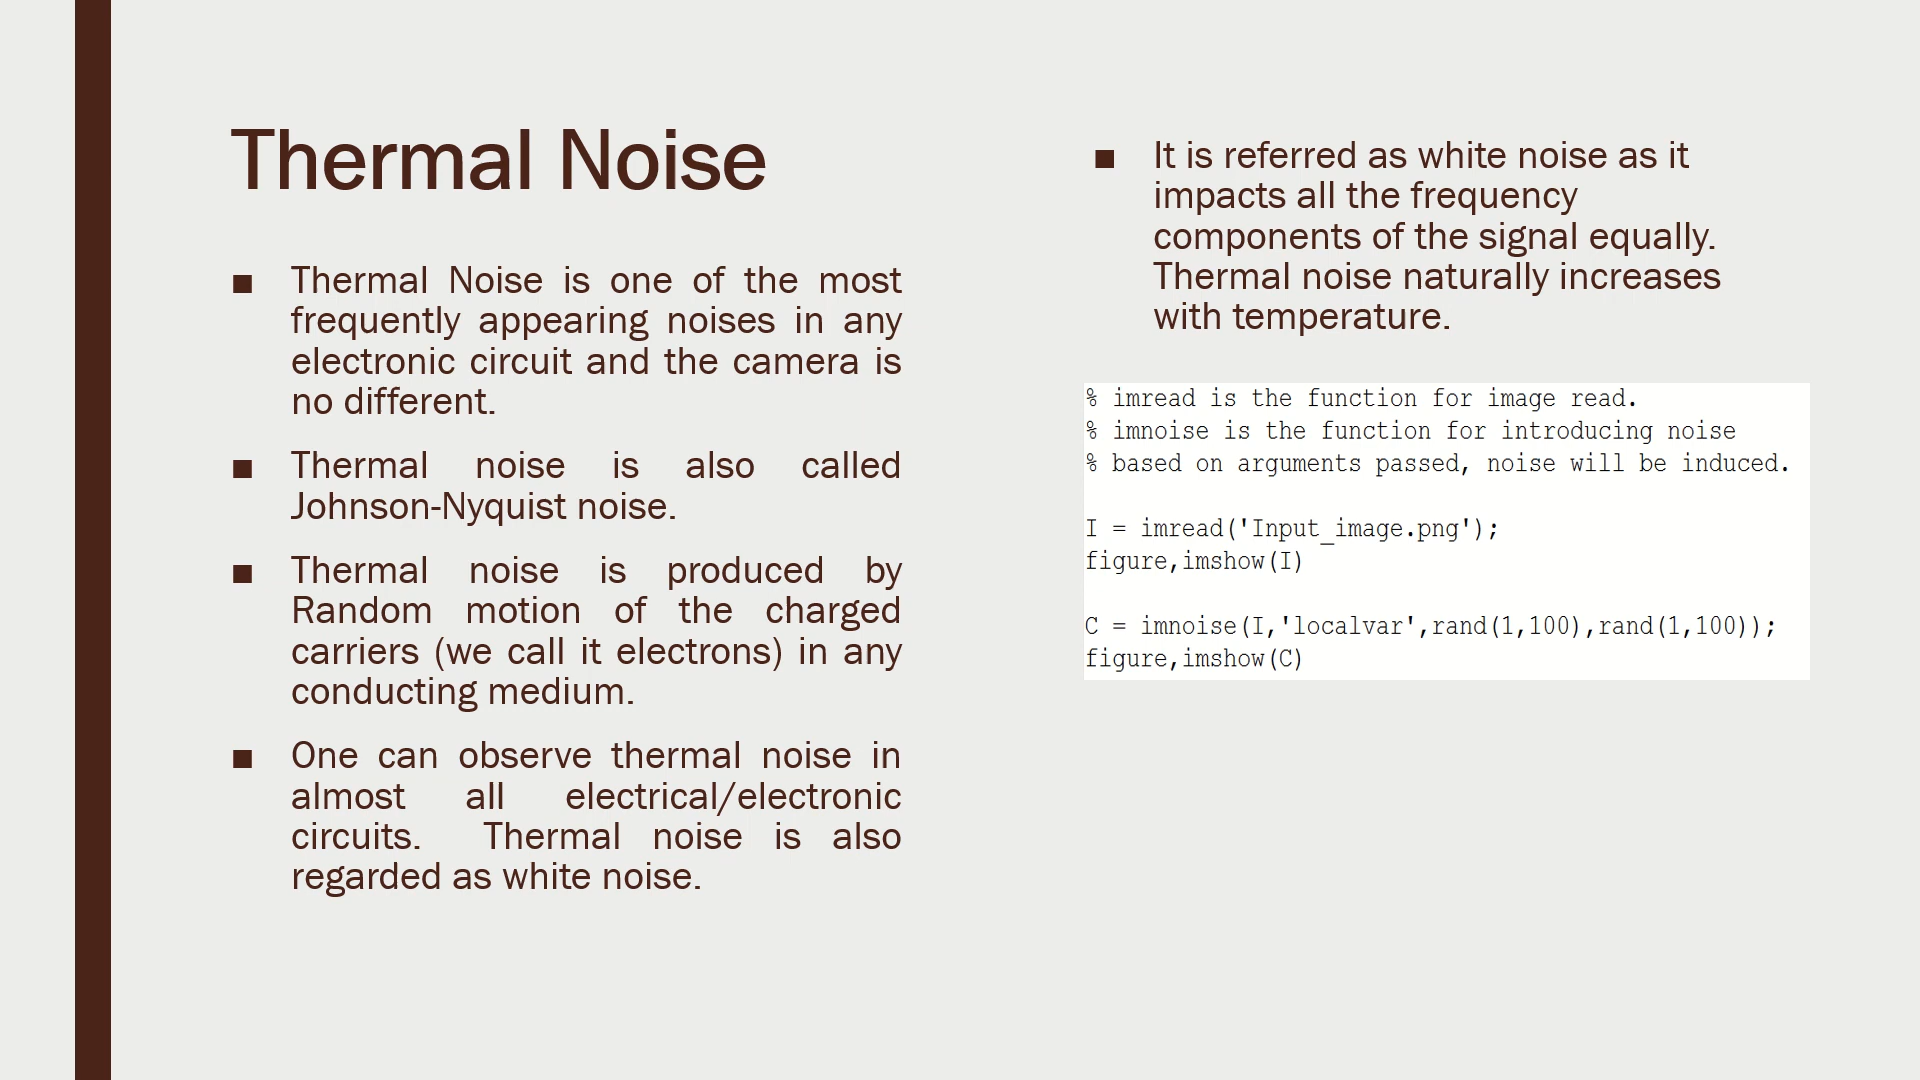 Thermal Noise
■ Thermal Noise is one of the most
frequently appearing noises in any
electronic circuit and the camera is
no different.
■ Thermal noise is also called
Johnson-Nyquist noise.
■ Thermal noise is produced by
Random motion of the charged
carriers (we call it electrons) in any
conducting medium.
■ One can observe thermal noise in
almost all electrical/electronic
circuits. Thermal noise is also
regarded as white noise.
■ It is referred as white noise as it
impacts all the frequency
components of the signal equally.
Thermal noise naturally increases
with temperature.
% imread is the function for image read.
% imnoise is the function for introducing noise
% based on arguments passed, noise will be induced.
I = imread('Input_image.png');
figure,imshow(I)
C = imnoise(I,'localvar',rand(1,100),rand(1,100));
figure,imshow(C)